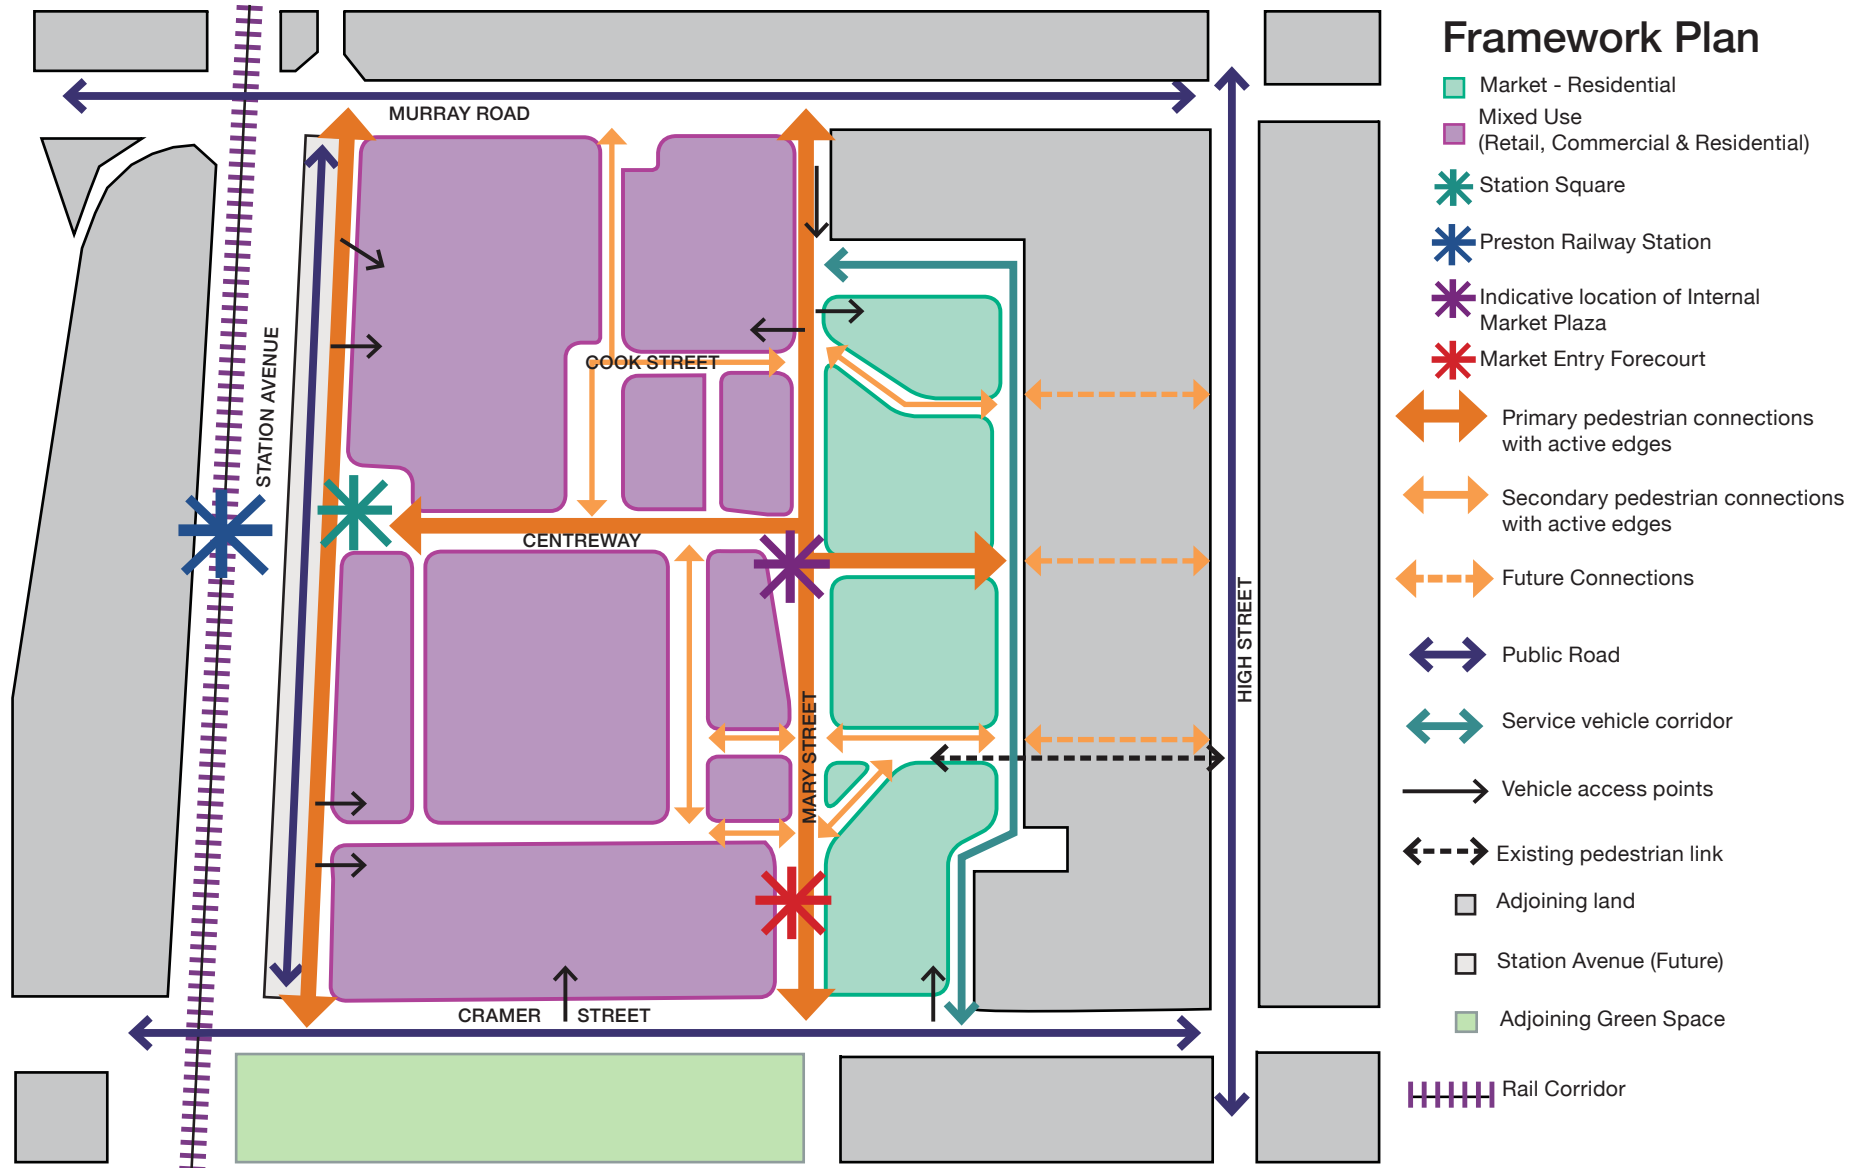 Framework Plan
Market - Residential
Mixed Use
(Retail, Commercial & Residential)
Station Square
Preston Railway Station
Indicative location of Internal
Market Plaza
Market Entry Forecourt
Primary pedestrian connections
with active edges
Secondary pedestrian connections
with active edges
Future Connections
Public Road
Service vehicle corridor
Vehicle access points
Existing pedestrian link
Adjoining land
Station Avenue (Future)
Adjoining Green Space
Rail Corridor
MURRAY ROAD
STATION AVENUE
COOK STREET
CENTREWAY
MARY STREET
HIGH STREET
CRAMER STREET